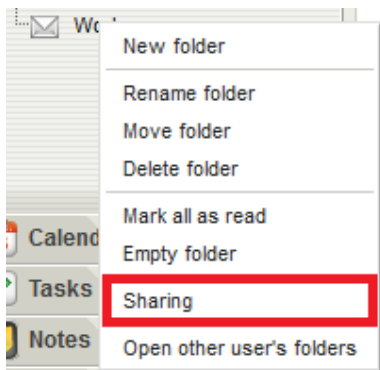 New folder
Rename folder
Move folder
Delete folder
Mark all as read
Empty folder
Calend
Sharing
Tasks
Notes
Open other user's folders